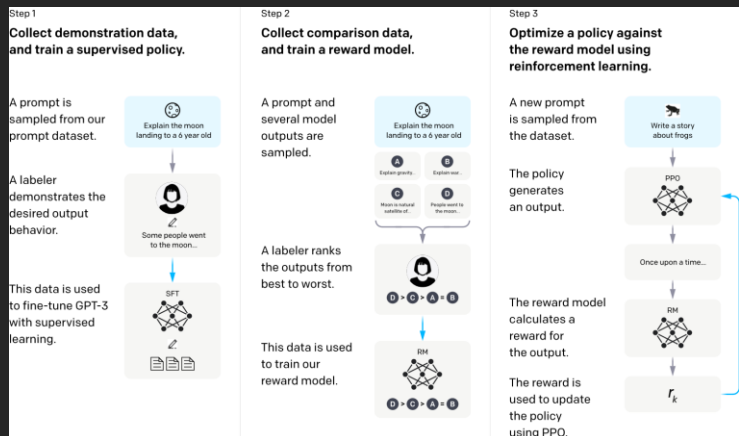 Step 1
Collect demonstration data,
and train a supervised policy.
A prompt is
sampled from our
prompt dataset.
Explain the moon
landing to a 6 year old
A labeler
demonstrates the
desired output
behavior.
Some people went
to the moon...
This data is used
to fine-tune GPT-3
with supervised
learning.
SFT
Step 2
Collect comparison data,
and train a reward model.
A prompt and
several model
outputs are
sampled.
Explain the moon
landing to a 6 year old
A
Explain gravity...
B
Explain war...
C
Moon is natural
satellite of...
D
People went to
the moon...
A labeler ranks
the outputs from
best to worst.
D > C > A = B
This data is used
to train our
reward model.
RM
D > C > A = B
Step 3
Optimize a policy against
the reward model using
reinforcement learning.
A new prompt
is sampled from
the dataset.
Write a story
about frogs
The policy
generates
an output.
PPO
Once upon a time...
The reward model
calculates a
reward for
the output.
RM
The reward is
used to update
the policy
using PPO.
rk